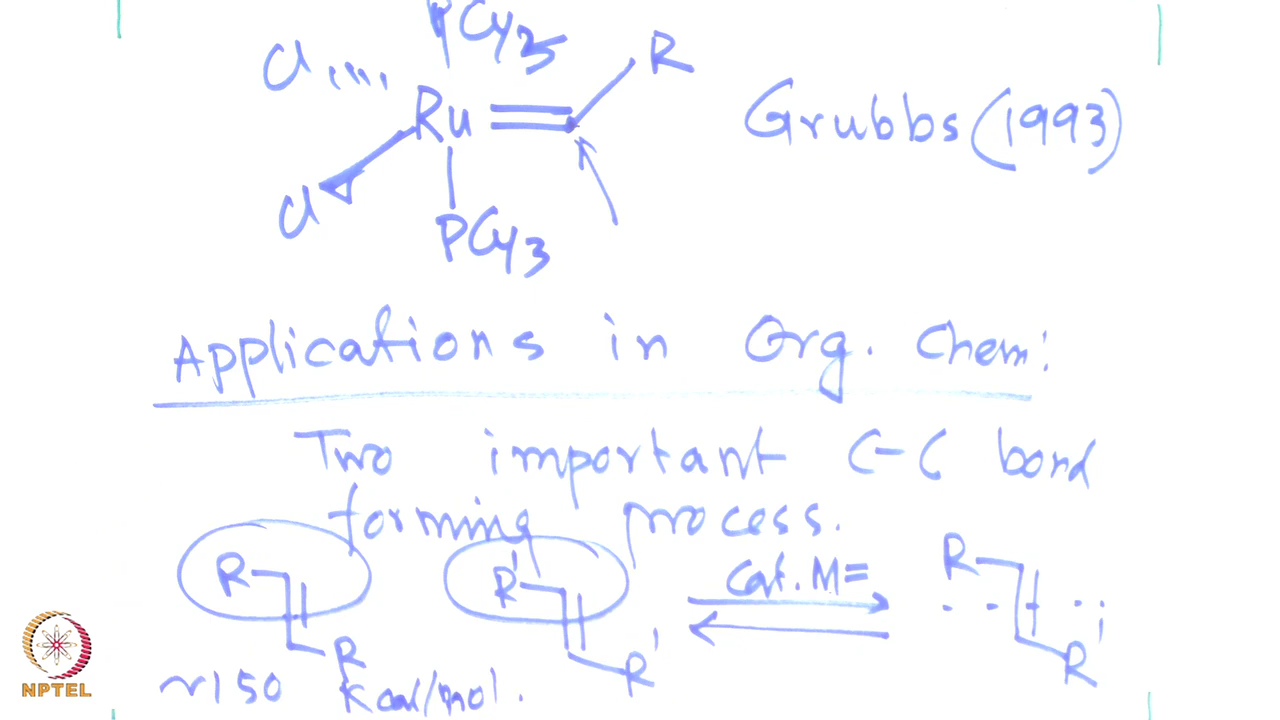 PCy3
Cl R
Ru Grubbs (1993)
Cl
PCy3
Applications in Org. Chem:
Two important C-C bond
forming process.
R R' Cat. M= R
R R' R'
~150 kcal/mol.
NPTEL